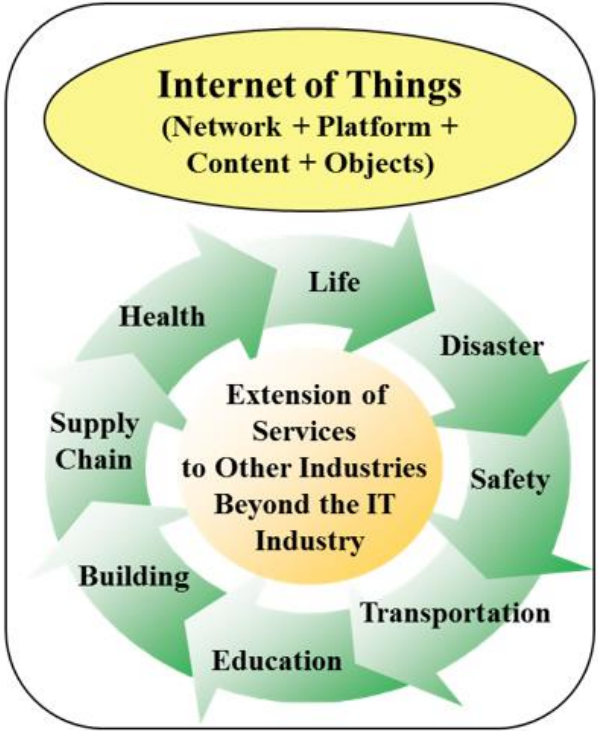 Internet of Things
(Network + Platform +
Content + Objects)
Life
Disaster
Safety
Transportation
Education
Building
Supply
Chain
Health
Extension of
Services
to Other Industries
Beyond the IT
Industry